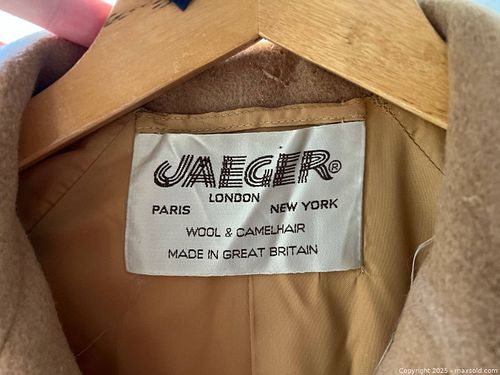 JAEGER®
LONDON
PARIS NEW YORK
WOOL & CAMELHAIR
MADE IN GREAT BRITAIN
Copyright 2025 - maxsold.com